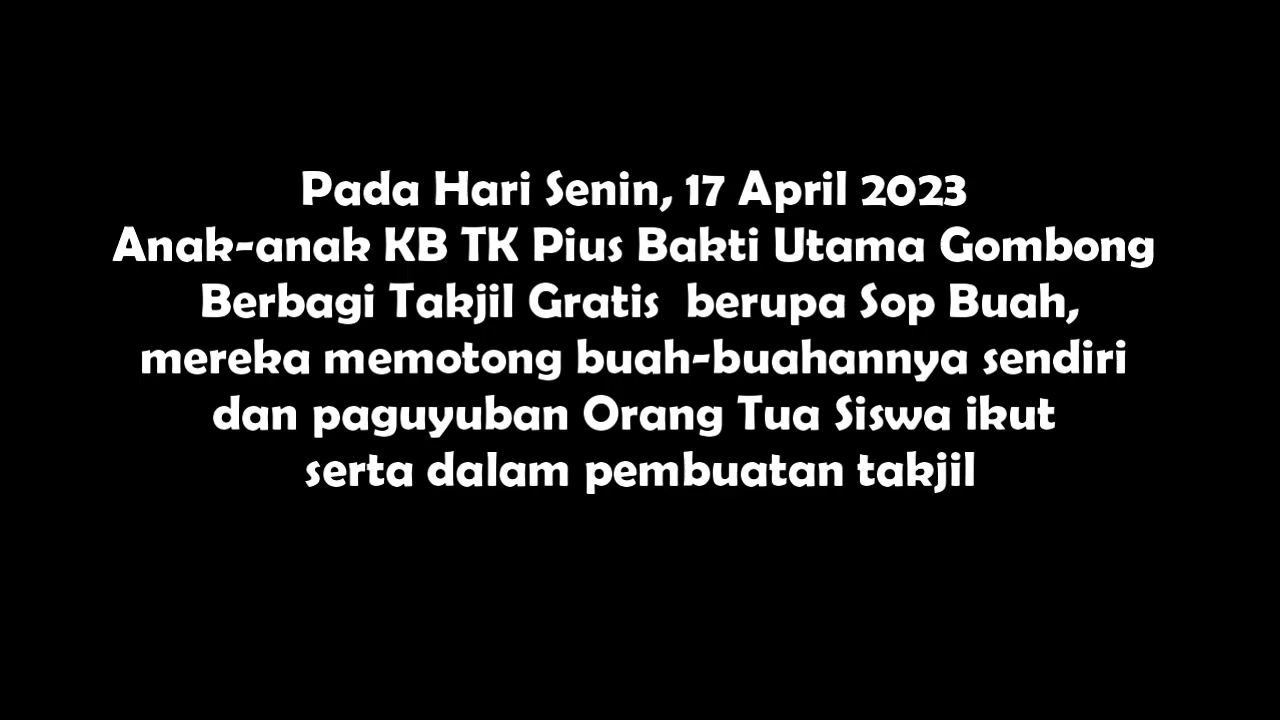 Pada Hari Senin, 17 April 2023
Anak-anak KB TK Pius Bakti Utama Gombong
Berbagi Takjil Gratis  berupa Sop Buah,
mereka memotong buah-buahannya sendiri
dan paguyuban Orang Tua Siswa ikut
serta dalam pembuatan takjil